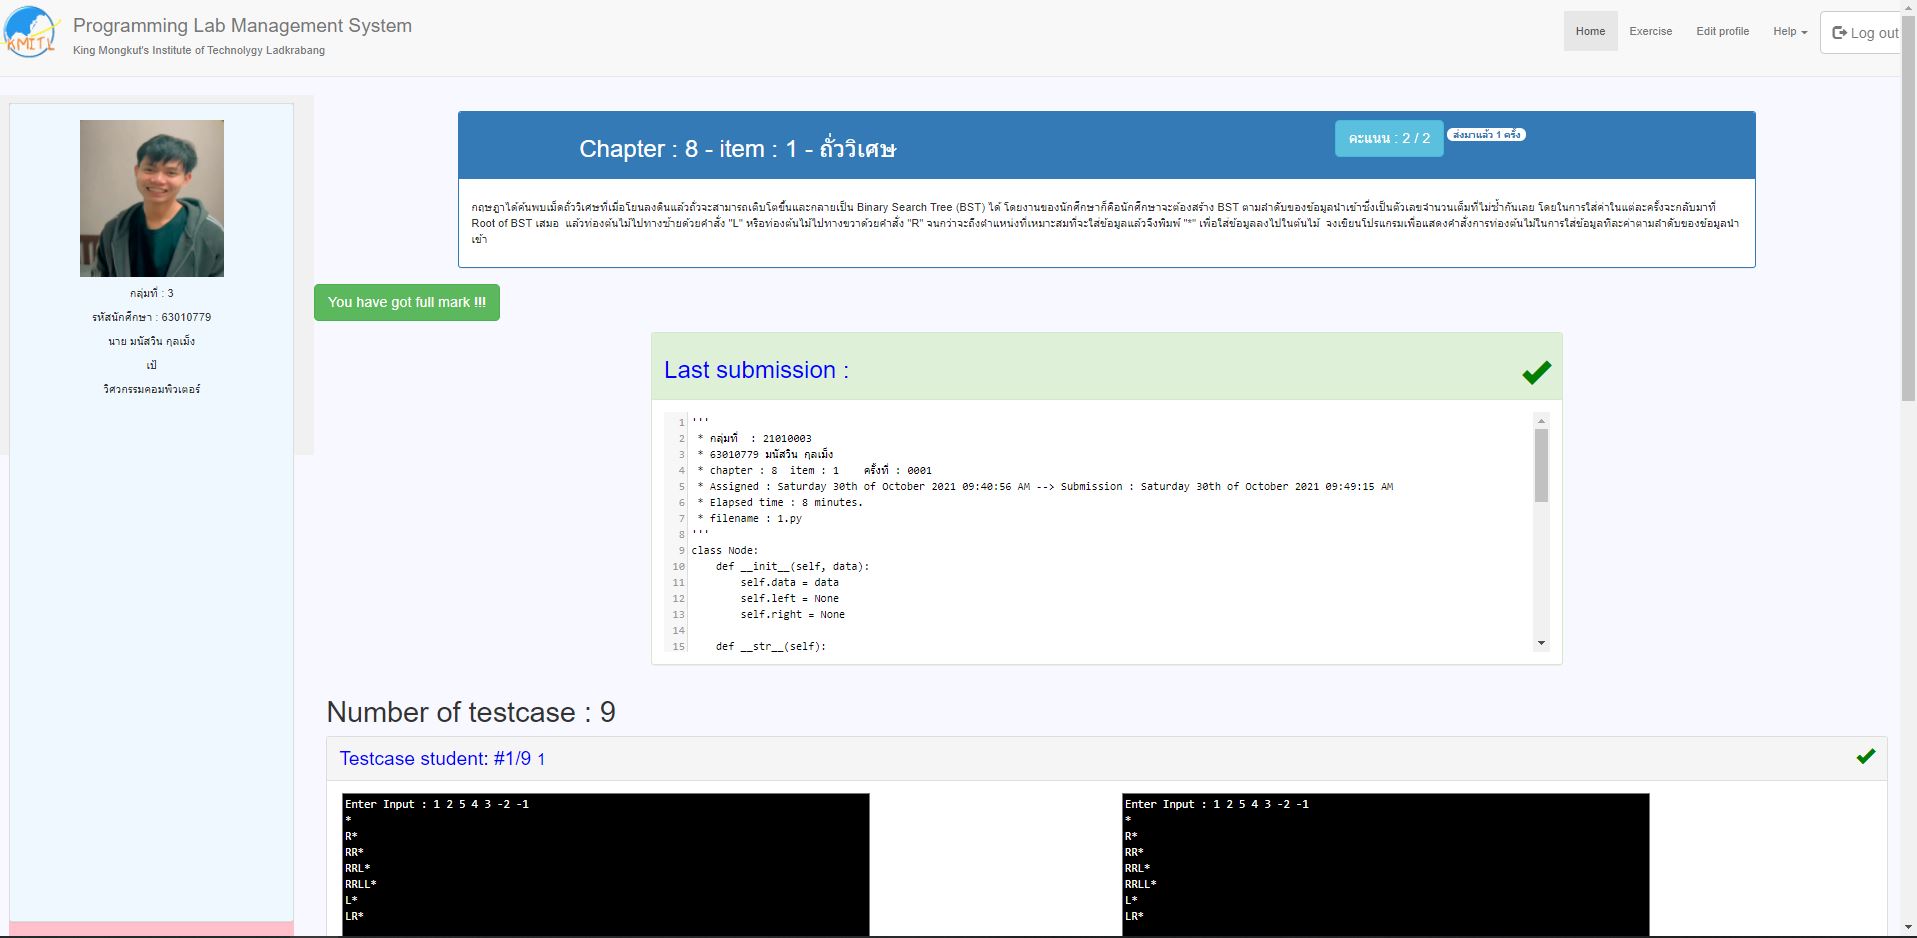 KMITL
Programming Lab Management System
King Mongkut's Institute of Technolygy Ladkrabang
Home
Exercise
Edit profile
Help
Log out
กลุ่มที่ : 3
รหัสนักศึกษา : 63010779
นาย มนัสวิน กุลเม็ง
เป้
วิศวกรรมคอมพิวเตอร์
Chapter : 8 - item : 1 - ถั่ววิเศษ
คะแนน : 2 / 2
ส่งมาแล้ว 1 ครั้ง
กฤษฎาได้ค้นพบเม็ดถั่ววิเศษที่เมื่อโยนลงดินแล้วถั่วจะสามารถเติบโตขึ้นและกลายเป็น Binary Search Tree (BST) ได้ โดยงานของนักศึกษาก็คือนักศึกษาจะต้องสร้าง BST ตามลำดับของข้อมูลนำเข้าซึ่งเป็นตัวเลขจำนวนเต็มที่ไม่ซ้ำกันเลย โดยในการใส่ค่าในแต่ละครั้งจะกลับมาที่
Root of BST เสมอ แล้วท่องต้นไม้ไปทางซ้ายด้วยคำสั่ง "L" หรือท่องต้นไม้ไปทางขวาด้วยคำสั่ง "R" จนกว่าจะถึงตำแหน่งที่เหมาะสมที่จะใส่ข้อมูลแล้วจึงพิมพ์ "*" เพื่อใส่ข้อมูลลงไปในต้นไม้ จงเขียนโปรแกรมเพื่อแสดงคำสั่งการท่องต้นไม้ในการใส่ข้อมูลทีละค่าตามลำดับของข้อมูลนำ
เข้า
You have got full mark !!!
Last submission :
1 '''
2 * กลุ่มที่ : 21010003
3 * 63010779 มนัสวิน กุลเม็ง
4 * chapter : 8 item : 1 ครั้งที่ : 0001
5 * Assigned : Saturday 30th of October 2021 09:40:56 AM --> Submission : Saturday 30th of October 2021 09:49:15 AM
6 * Elapsed time : 8 minutes.
7 * filename : 1.py
8 '''
9 class Node:
10 def __init__(self, data):
11 self.data = data
12 self.left = None
13 self.right = None
14
15 def __str__(self):
Number of testcase : 9
Testcase student: #1/9 1
Enter Input : 1 2 5 4 3 -2 -1
*
R*
RR*
RRL*
RRLL*
L*
LR*
Enter Input : 1 2 5 4 3 -2 -1
*
R*
RR*
RRL*
RRLL*
L*
LR*